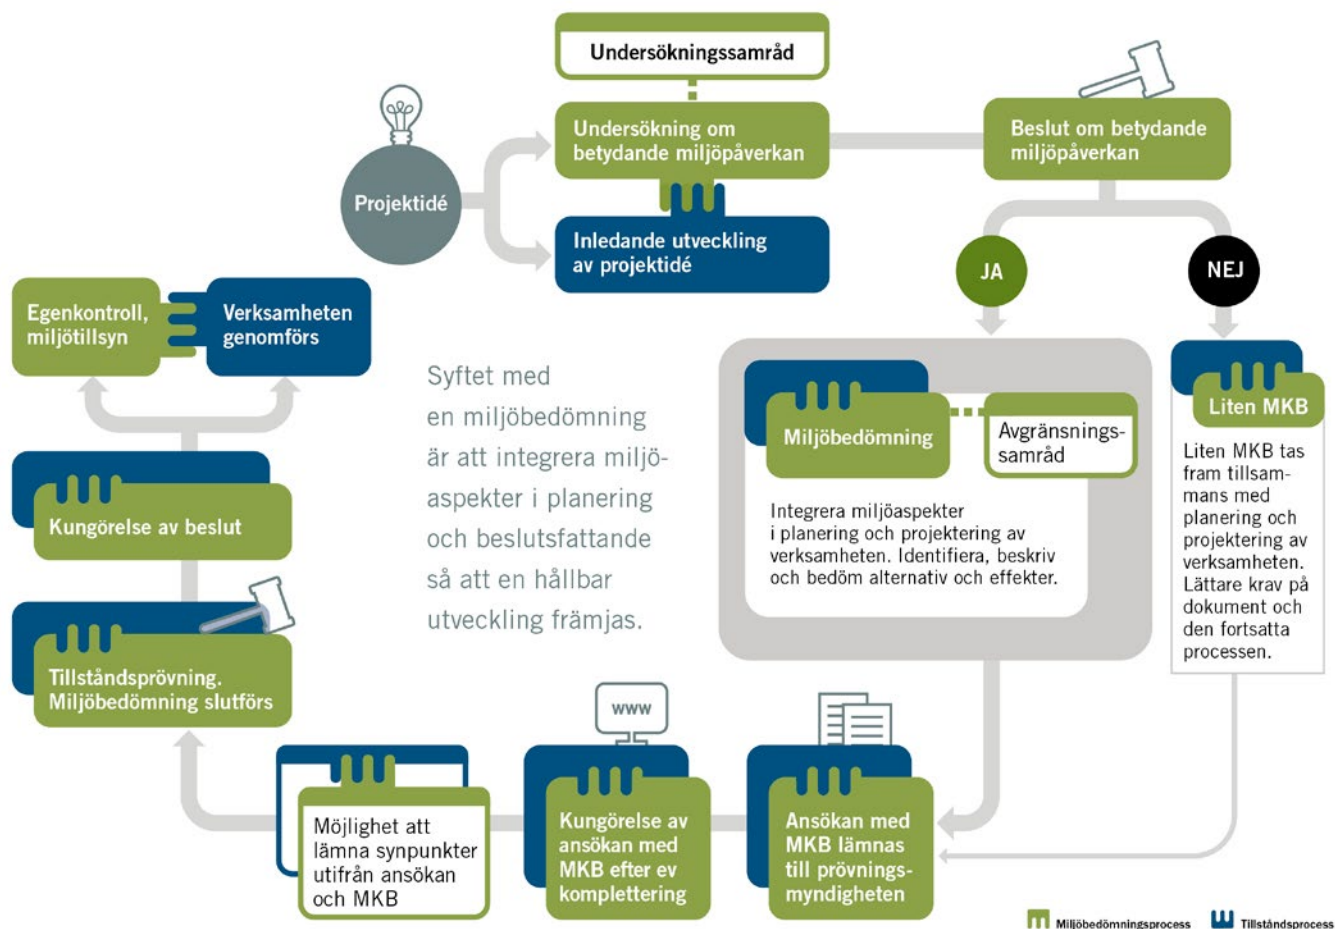 Undersökningssamråd
Undersökning om
betydande miljöpåverkan
Beslut om betydande
miljöpåverkan
Projektidé
Inledande utveckling
av projektidé
JA
NEJ
Egenkontroll,
miljötillsyn
Verksamheten
genomförs
Syftet med
en miljöbedömning
är att integrera miljö-
aspekter i planering
och beslutsfattande
så att en hållbar
utveckling främjas.
Miljöbedömning
Avgränsnings-
samråd
Integrera miljöaspekter
i planering och projektering av
verksamheten. Identifiera, beskriv
och bedöm alternativ och effekter.
Liten MKB
Liten MKB tas
fram tillsam-
mans med
planering och
projektering av
verksamheten.
Lättare krav på
dokument och
den fortsatta
processen.
Kungörelse av beslut
Tillståndsprövning.
Miljöbedömning slutförs
Möjlighet att
lämna synpunkter
utifrån ansökan
och MKB
www
Kungörelse av
ansökan med
MKB efter ev
komplettering
Ansökan med
MKB lämnas
till prövnings-
myndigheten
Miljöbedömningsprocess
Tillståndsprocess